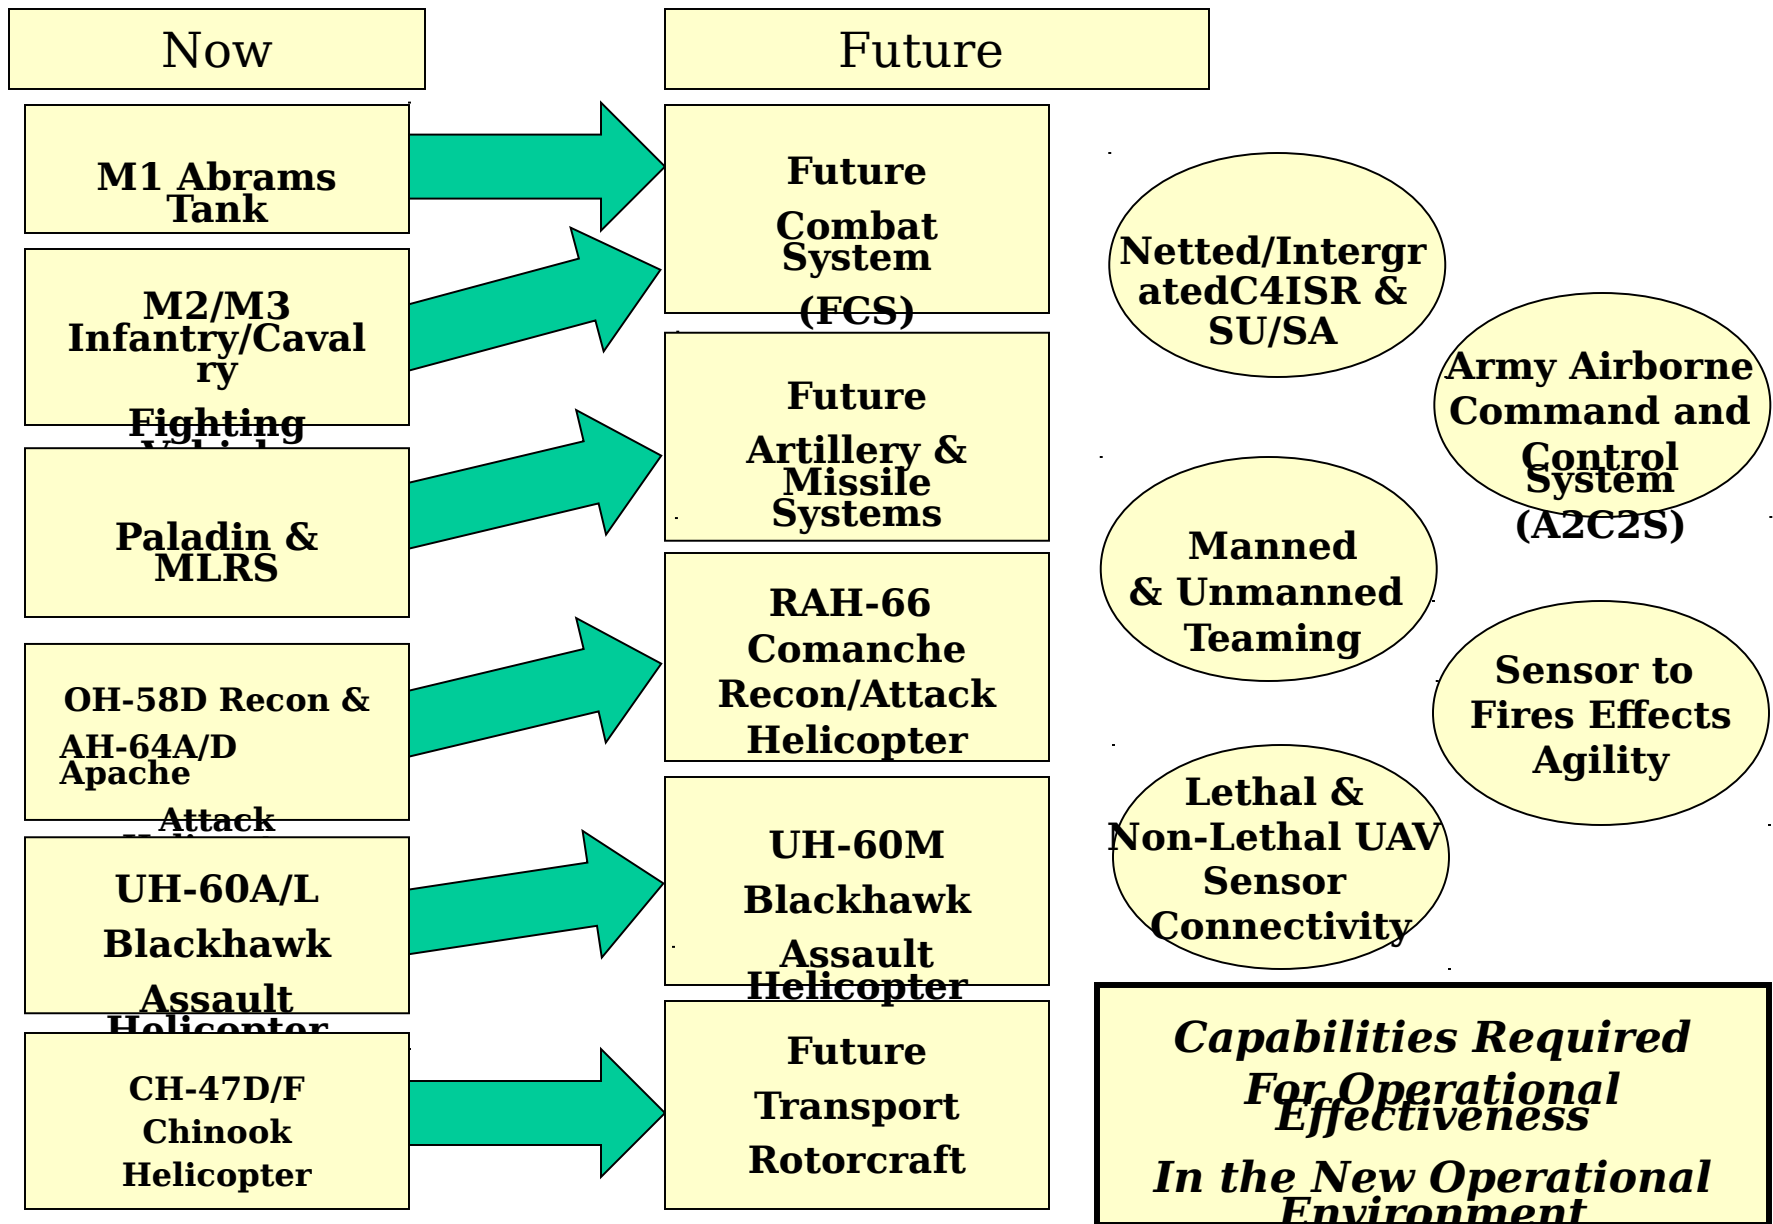 Now
Future
M1 Abrams
Tank
M2/M3
Infantry/Caval
ry
Fighting
Paladin &
MLRS
OH-58D Recon &
AH-64A/D
Apache
Attack
UH-60A/L
Blackhawk
Assault
Helicopter
CH-47D/F
Chinook
Helicopter
Future
Combat
System
(FCS)
Future
Artillery &
Missile
Systems
RAH-66
Comanche
Recon/Attack
Helicopter
UH-60M
Blackhawk
Assault
Helicopter
Future
Transport
Rotorcraft
Netted/Intergr
atedC4ISR &
SU/SA
Army Airborne
Command and
Control
System
(A2C2S)
Manned
& Unmanned
Teaming
Sensor to
Fires Effects
Agility
Lethal &
Non-Lethal UAV
Sensor
Connectivity
Capabilities Required
For Operational
Effectiveness
In the New Operational
Environment